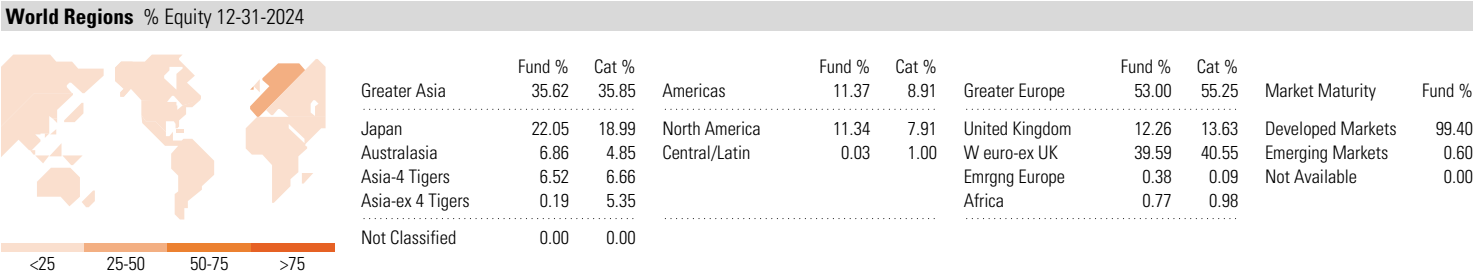 World Regions % Equity 12-31-2024
Fund % Cat %
Greater Asia 35.62 35.85
Japan 22.05 18.99
Australasia 6.86 4.85
Asia-4 Tigers 6.52 6.66
Asia-ex 4 Tigers 0.19 5.35
Not Classified 0.00 0.00
Fund % Cat %
Americas 11.37 8.91
North America 11.34 7.91
Central/Latin 0.03 1.00
Fund % Cat %
Greater Europe 53.00 55.25
United Kingdom 12.26 13.63
W euro-ex UK 39.59 40.55
Emrgng Europe 0.38 0.09
Africa 0.77 0.98
Market Maturity Fund %
Developed Markets 99.40
Emerging Markets 0.60
Not Available 0.00
<25 25-50 50-75 >75